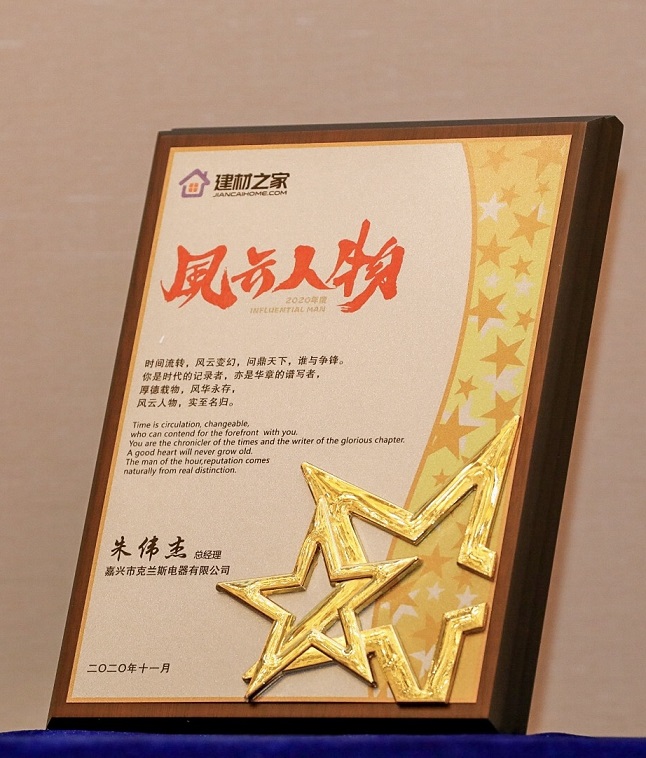 建材之家
JIANCAIHOME.COM
風云人物
2020年度
INFLUENTIAL MAN
时间流转，风云变幻，问鼎天下，谁与争锋。
你是时代的记录者，亦是华章的谱写者，
厚德载物，风华永存，
风云人物，实至名归。
Time is circulation, changeable,
who can contend for the forefront with you.
You are the chronicler of the times and the writer of the glorious chapter.
A good heart will never grow old.
The man of the hour,reputation comes
naturally from real distinction.
朱伟杰 总经理
嘉兴市克兰斯电器有限公司
二〇二〇年十一月